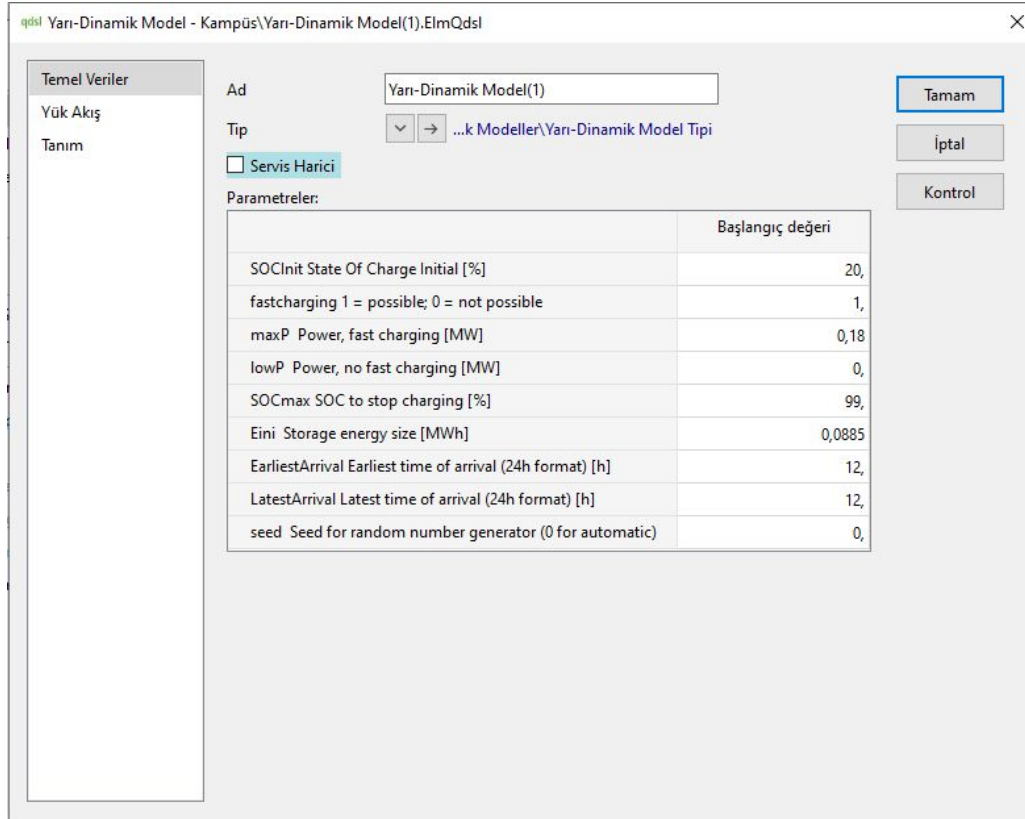 qdsl Yarı-Dinamik Model - Kampüs\Yarı-Dinamik Model(1).ElmQdsl
Temel Veriler
Yük Akış
Tanım
Ad Yarı-Dinamik Model(1)
Tip ...k Modeller\Yarı-Dinamik Model Tipi
Servis Harici
Parametreler:
Başlangıç değeri
SOCInit State Of Charge Initial [%] 20,
fastcharging 1 = possible; 0 = not possible 1,
maxP Power, fast charging [MW] 0,18
lowP Power, no fast charging [MW] 0,
SOCmax SOC to stop charging [%] 99,
Eini Storage energy size [MWh] 0,0885
EarliestArrival Earliest time of arrival (24h format) [h] 12,
LatestArrival Latest time of arrival (24h format) [h] 12,
seed Seed for random number generator (0 for automatic) 0,
Tamam
İptal
Kontrol